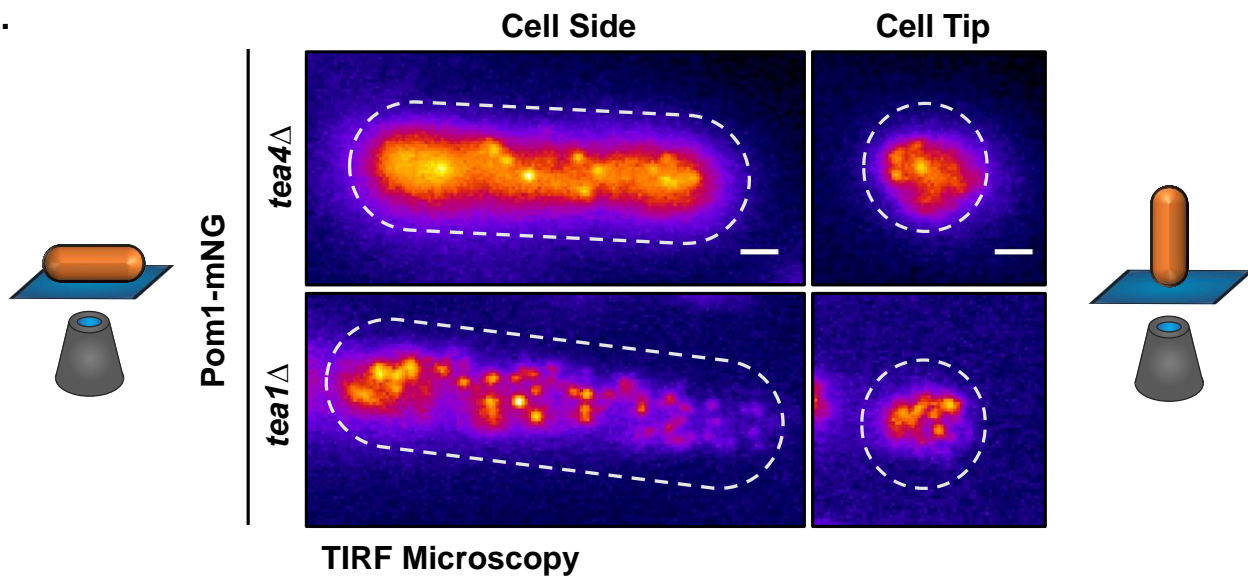 .
Cell Side
Cell Tip
Pom1-mNG
tea4Δ
tea1Δ
TIRF Microscopy